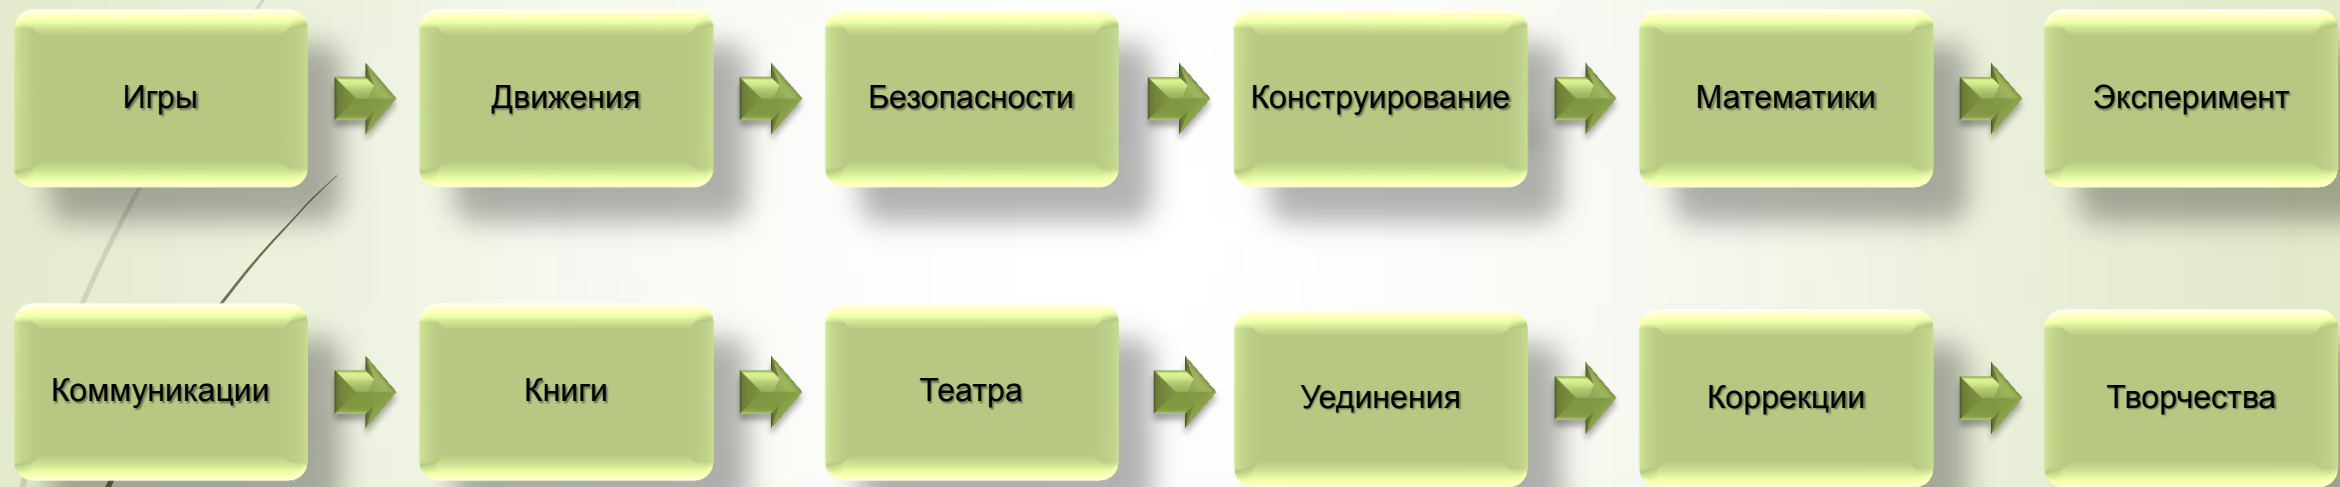 Игры
Движения
Безопасности
Конструирование
Математики
Эксперимент
Коммуникации
Книги
Театра
Уединения
Коррекции
Творчества